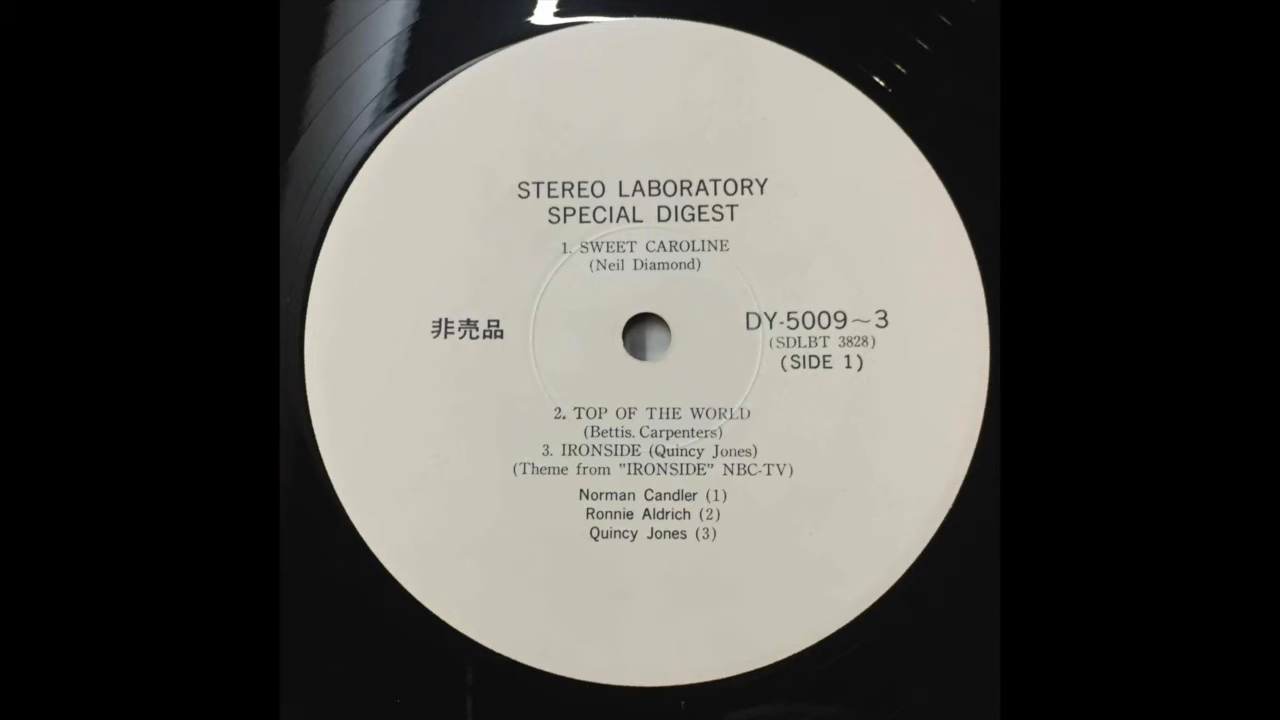 STEREO LABORATORY
SPECIAL DIGEST
1. SWEET CAROLINE
(Neil Diamond)
非売品
DY-5009~3
(SDLBT 3828)
(SIDE 1)
2. TOP OF THE WORLD
(Bettis. Carpenters)
3. IRONSIDE (Quincy Jones)
(Theme from "IRONSIDE" NBC-TV)
Norman Candler (1)
Ronnie Aldrich (2)
Quincy Jones (3)